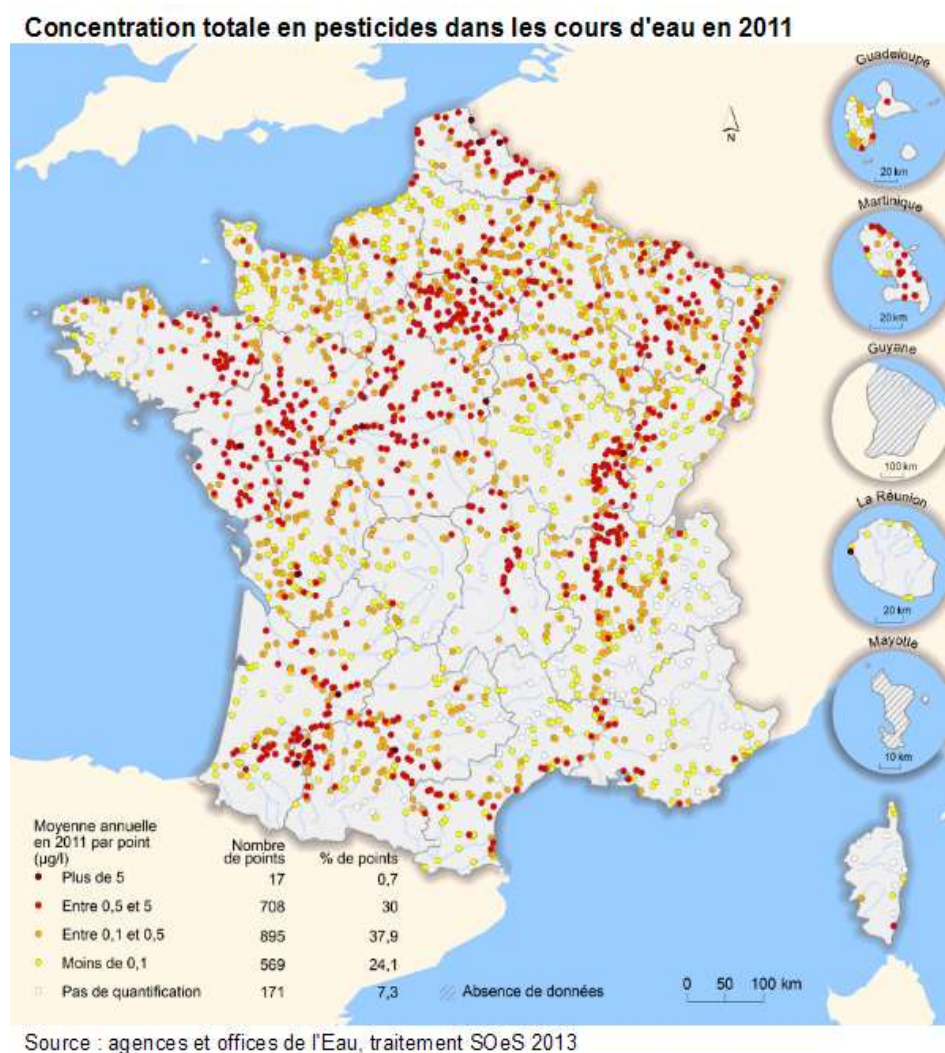 Concentration totale en pesticides dans les cours d'eau en 2011
Guadeloupe
20 km
Martinique
20 km
Guyane
100 km
La Réunion
20 km
Mayotte
10 km
N
Moyenne annuelle
en 2011 par point
(µg/l)
Nombre
de points
% de points
Plus de 5 17 0,7
Entre 0,5 et 5 708 30
Entre 0,1 et 0,5 895 37,9
Moins de 0,1 569 24,1
Pas de quantification 171 7,3
Absence de données
0 50 100 km
Source : agences et offices de l'Eau, traitement SOeS 2013